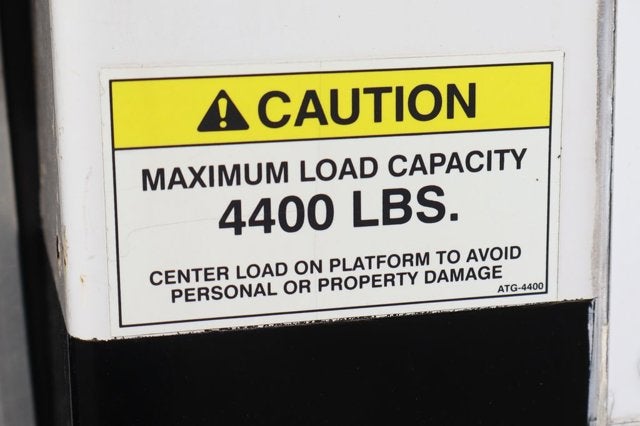 CAUTION
MAXIMUM LOAD CAPACITY
4400 LBS.
CENTER LOAD ON PLATFORM TO AVOID
PERSONAL OR PROPERTY DAMAGE
ATG-4400